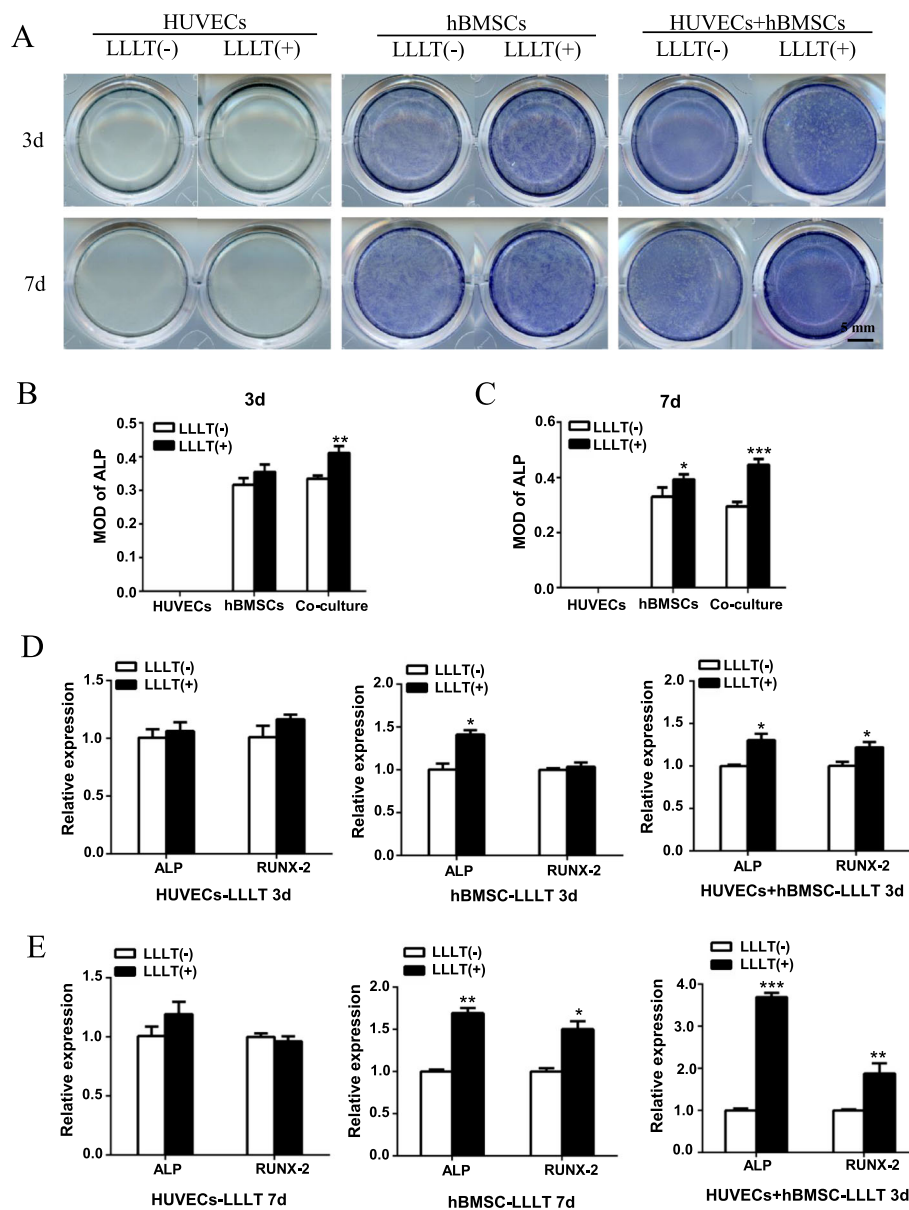 A
HUVECs
hBMSCs
HUVECs+hBMSCs
LLLT(-)
LLLT(+)
LLLT(-)
LLLT(+)
LLLT(-)
LLLT(+)
3d
7d
5 mm
B
3d
LLLT(-)
LLLT(+)
MOD of ALP
0.5
0.4
0.3
0.2
0.1
0.0
**
HUVECs
hBMSCs
Co-culture
C
7d
LLLT(-)
LLLT(+)
MOD of ALP
0.6
0.4
0.2
0.0
*
***
HUVECs
hBMSCs
Co-culture
D
LLLT(-)
LLLT(+)
Relative expression
1.5
1.0
0.5
0.0
ALP
RUNX-2
HUVECs-LLLT 3d
LLLT(-)
LLLT(+)
Relative expression
2.0
1.5
1.0
0.5
0.0
*
ALP
RUNX-2
hBMSC-LLLT 3d
LLLT(-)
LLLT(+)
Relative expression
2.0
1.5
1.0
0.5
0.0
*
*
ALP
RUNX-2
HUVECs+hBMSC-LLLT 3d
E
LLLT(-)
LLLT(+)
Relative expression
1.5
1.0
0.5
0.0
ALP
RUNX-2
HUVECs-LLLT 7d
LLLT(-)
LLLT(+)
Relative expression
2.0
1.5
1.0
0.5
0.0
**
*
ALP
RUNX-2
hBMSC-LLLT 7d
LLLT(-)
LLLT(+)
Relative expression
4.0
3.0
2.0
1.0
0.0
***
**
ALP
RUNX-2
HUVECs+hBMSC-LLLT 3d